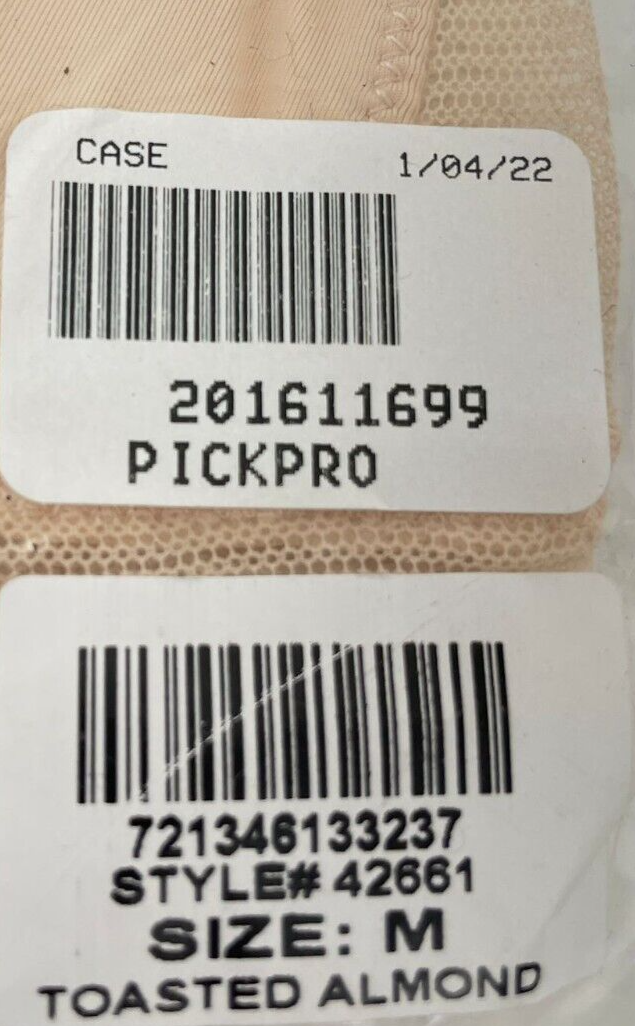 CASE 1/04/22
201611699
PICKPRO
721346133237
STYLE# 42661
SIZE: M
TOASTED ALMOND